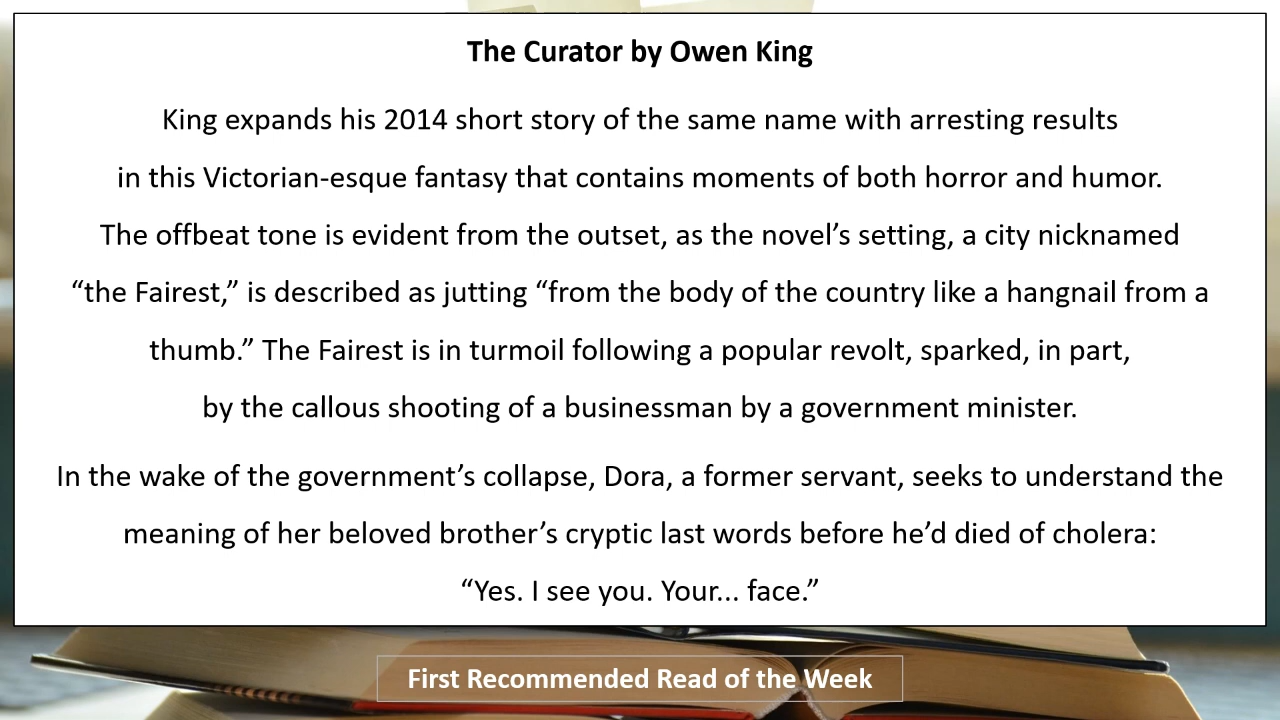 The Curator by Owen King
King expands his 2014 short story of the same name with arresting results
in this Victorian-esque fantasy that contains moments of both horror and humor.
The offbeat tone is evident from the outset, as the novel’s setting, a city nicknamed
“the Fairest,” is described as jutting “from the body of the country like a hangnail from a
thumb.” The Fairest is in turmoil following a popular revolt, sparked, in part,
by the callous shooting of a businessman by a government minister.
In the wake of the government’s collapse, Dora, a former servant, seeks to understand the
meaning of her beloved brother’s cryptic last words before he’d died of cholera:
“Yes. I see you. Your... face.”
First Recommended Read of the Week